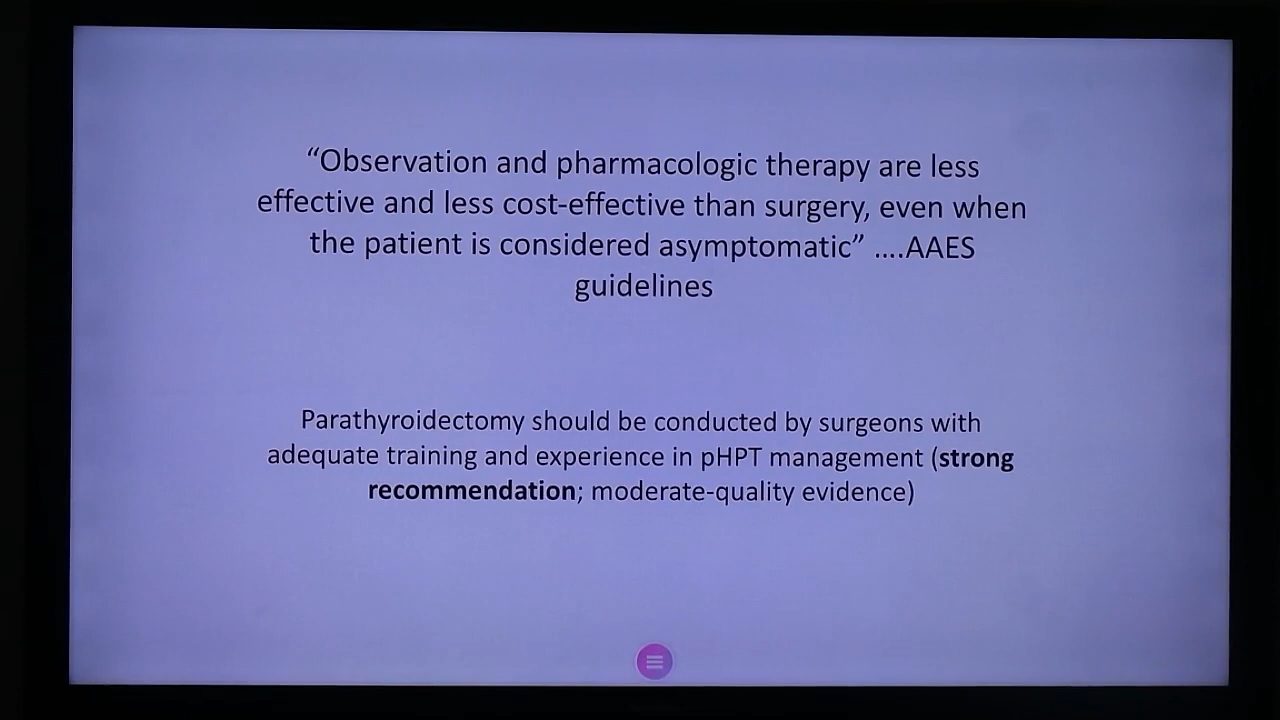 “Observation and pharmacologic therapy are less
effective and less cost-effective than surgery, even when
the patient is considered asymptomatic” ....AAES
guidelines
Parathyroidectomy should be conducted by surgeons with
adequate training and experience in pHPT management (strong
recommendation; moderate-quality evidence)